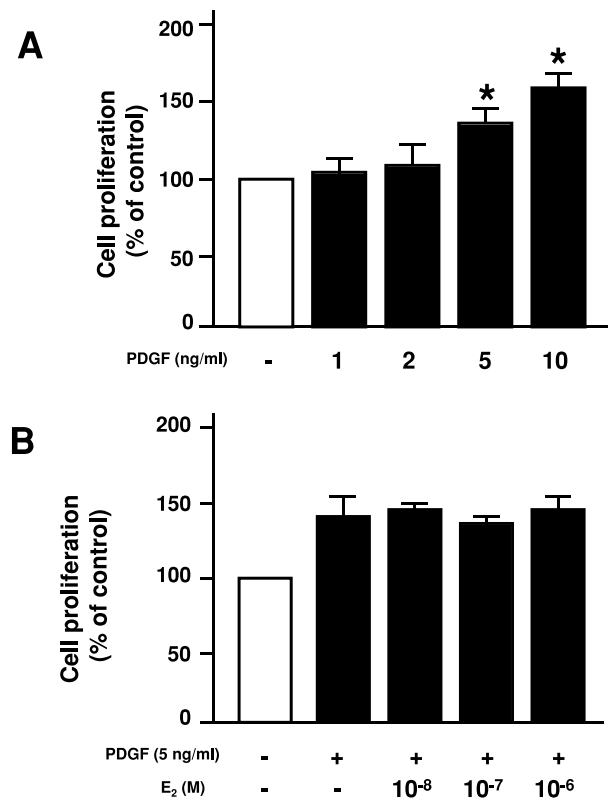 A
Cell proliferation
(% of control)
200
150
100
50
0
* *
PDGF (ng/ml) - 1 2 5 10
B
Cell proliferation
(% of control)
200
150
100
50
0
PDGF (5 ng/ml) - + + + +
E₂ (M) - - 10⁻⁸ 10⁻⁷ 10⁻⁶